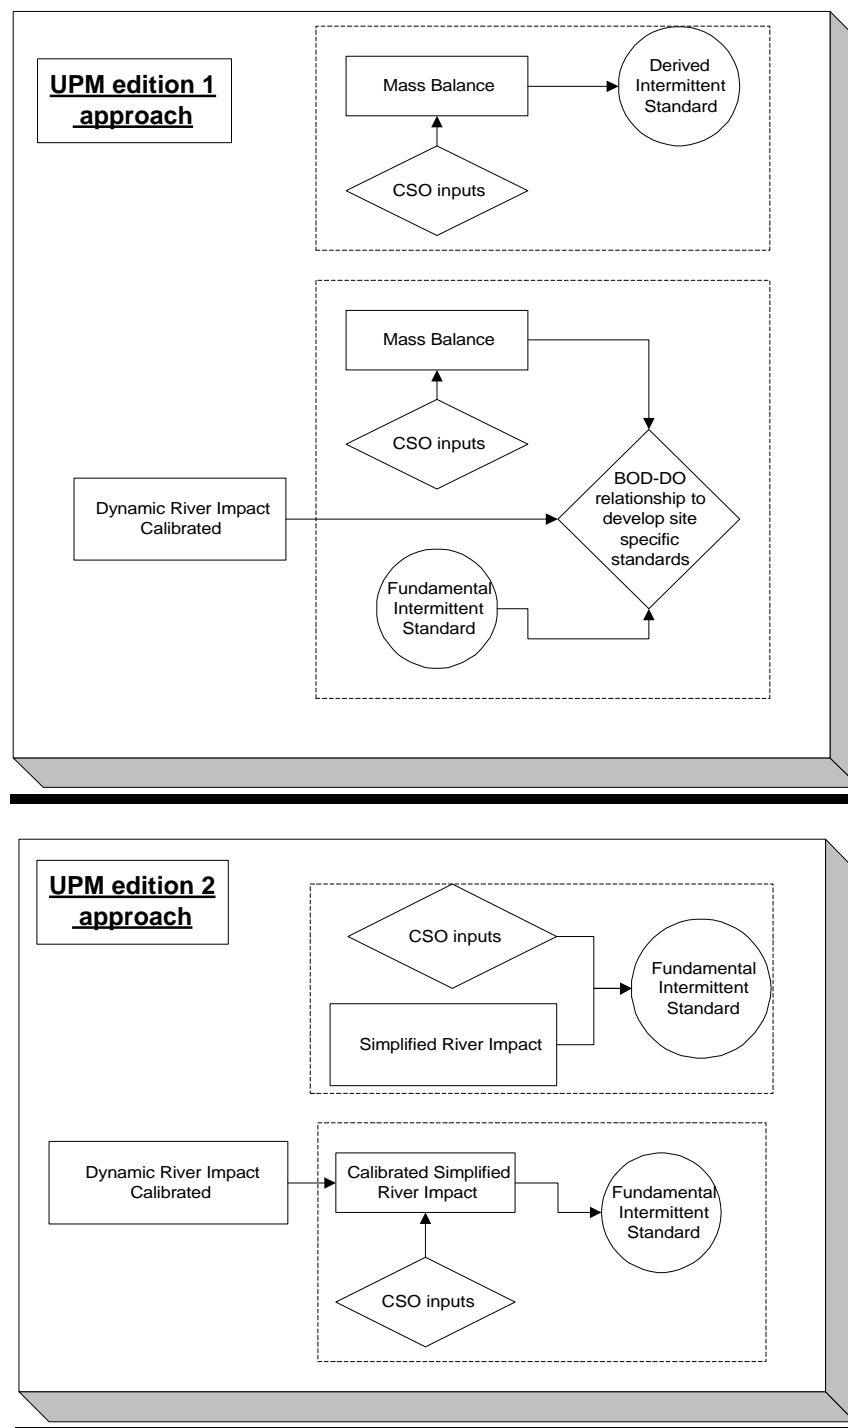 UPM edition 1
approach
Mass Balance
Derived
Intermittent
Standard
CSO inputs
Mass Balance
CSO inputs
BOD-DO
relationship to
develop site
specific
standards
Dynamic River Impact
Calibrated
Fundamental
Intermittent
Standard
UPM edition 2
approach
CSO inputs
Fundamental
Intermittent
Standard
Simplified River Impact
Dynamic River Impact
Calibrated
Calibrated Simplified
River Impact
Fundamental
Intermittent
Standard
CSO inputs